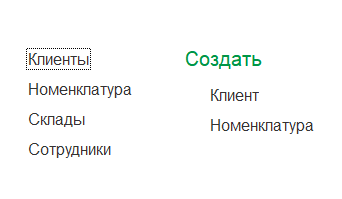 Клиенты
Номенклатура
Склады
Сотрудники
Создать
Клиент
Номенклатура